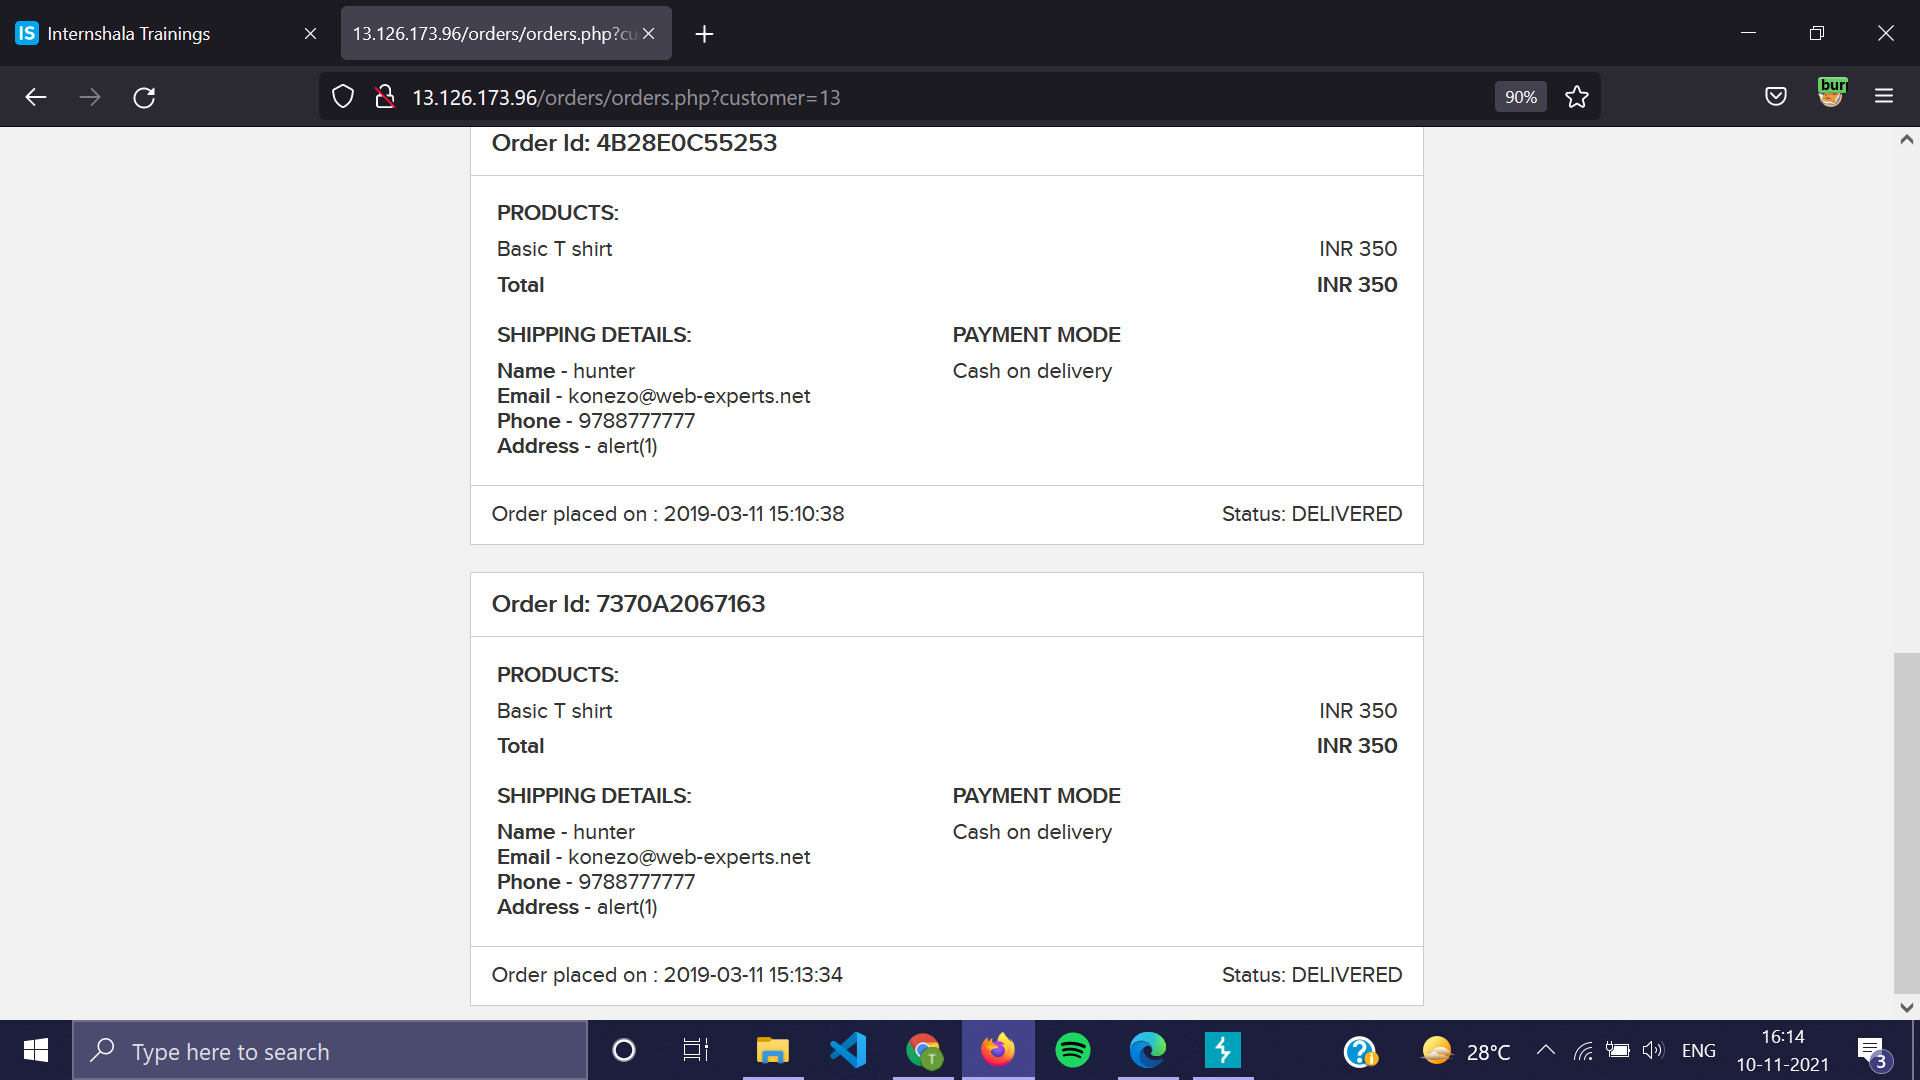 IS Internshala Trainings
13.126.173.96/orders/orders.php?cu
13.126.173.96/orders/orders.php?customer=13
90%
bur
Order Id: 4B28E0C55253
PRODUCTS:
Basic T shirt INR 350
Total INR 350
SHIPPING DETAILS: PAYMENT MODE
Name - hunter Cash on delivery
Email - konezo@web-experts.net
Phone - 9788777777
Address - alert(1)
Order placed on : 2019-03-11 15:10:38 Status: DELIVERED
Order Id: 7370A2067163
PRODUCTS:
Basic T shirt INR 350
Total INR 350
SHIPPING DETAILS: PAYMENT MODE
Name - hunter Cash on delivery
Email - konezo@web-experts.net
Phone - 9788777777
Address - alert(1)
Order placed on : 2019-03-11 15:13:34 Status: DELIVERED
Type here to search
T
28°C
ENG
16:14
10-11-2021
3